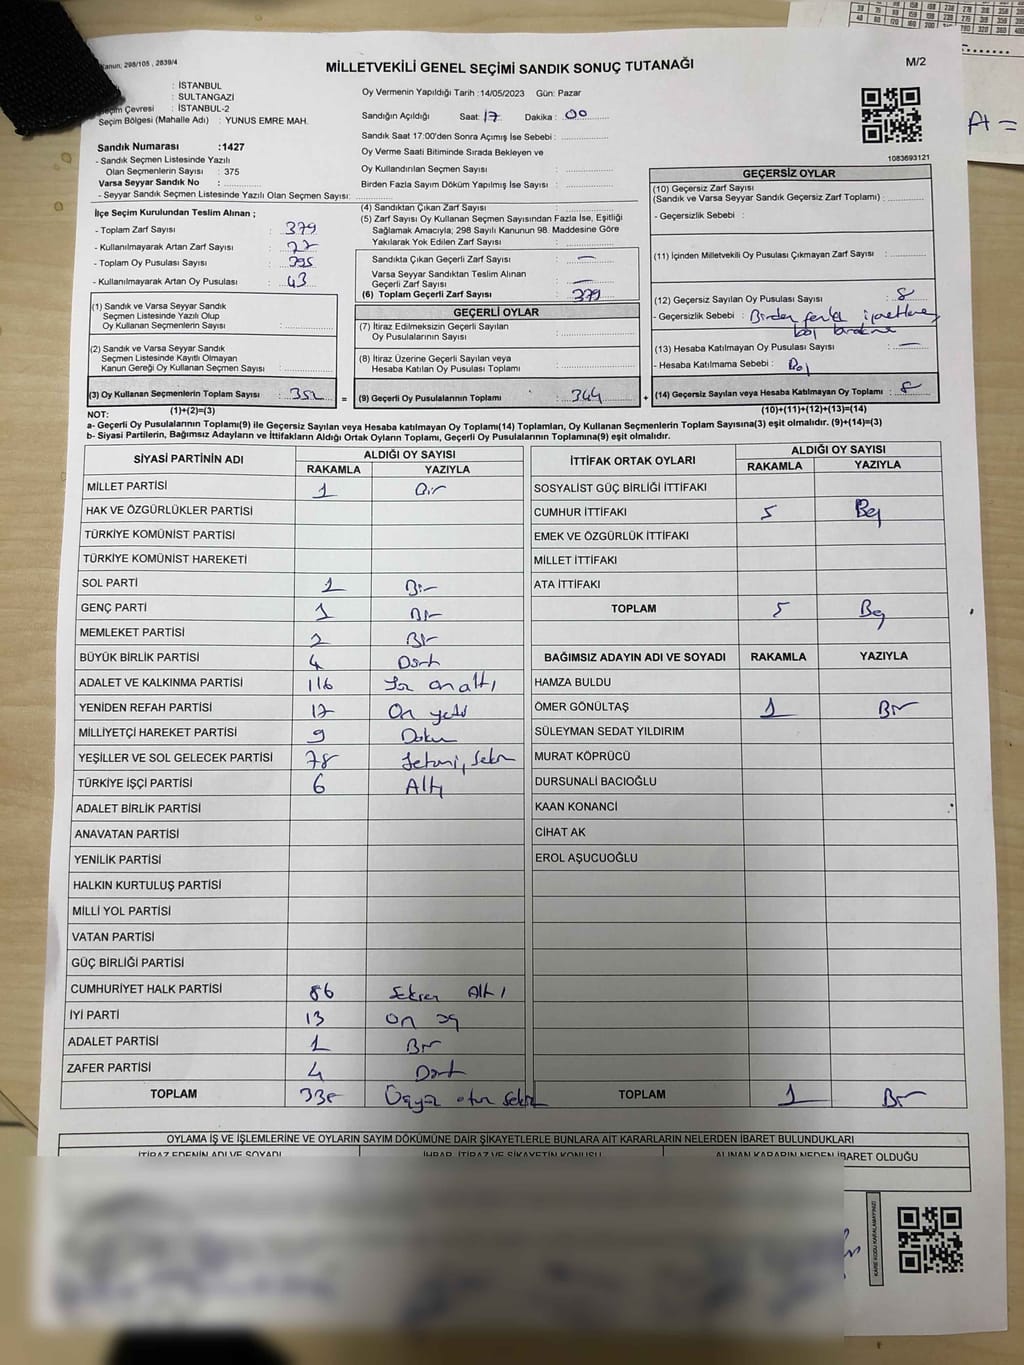 Kanun, 298/105 , 2839/4
MİLLETVEKİLİ GENEL SEÇİMİ SANDIK SONUÇ TUTANAĞI
M/2
: İSTANBUL
: SULTANGAZİ
Seçim Çevresi : İSTANBUL-2
Seçim Bölgesi (Mahalle Adı) : YUNUS EMRE MAH.
Oy Vermenin Yapıldığı Tarih :14/05/2023 Gün: Pazar
Sandığın Açıldığı Saat: 17 Dakika : 00
Sandık Saat 17:00'den Sonra Açımış İse Sebebi :
Oy Verme Saati Bitiminde Sırada Bekleyen ve
Oy Kullandırılan Seçmen Sayısı :
Birden Fazla Sayım Döküm Yapılmış İse Sayısı :
A =
1083693121
Sandık Numarası :1427
- Sandık Seçmen Listesinde Yazılı
Olan Seçmenlerin Sayısı : 375
Varsa Seyyar Sandık No :
- Seyyar Sandık Seçmen Listesinde Yazılı Olan Seçmen Sayısı:
İlçe Seçim Kurulundan Teslim Alınan ;
- Toplam Zarf Sayısı : 379
- Kullanılmayarak Artan Zarf Sayısı : 27
- Toplam Oy Pusulası Sayısı : 395
- Kullanılmayarak Artan Oy Pusulası : 43
(4) Sandıktan Çıkan Zarf Sayısı :
(5) Zarf Sayısı Oy Kullanan Seçmen Sayısından Fazla İse, Eşitliği
Sağlamak Amacıyla; 298 Sayılı Kanunun 98. Maddesine Göre
Yakılarak Yok Edilen Zarf Sayısı :
Sandıkta Çıkan Geçerli Zarf Sayısı : —
Varsa Seyyar Sandıktan Teslim Alınan
Geçerli Zarf Sayısı : —
(6) Toplam Geçerli Zarf Sayısı : 379
GEÇERSİZ OYLAR
(10) Geçersiz Zarf Sayısı
(Sandık ve Varsa Seyyar Sandık Geçersiz Zarf Toplamı) :
- Geçersizlik Sebebi :
(11) İçinden Milletvekili Oy Pusulası Çıkmayan Zarf Sayısı :
(12) Geçersiz Sayılan Oy Pusulası Sayısı : 8
- Geçersizlik Sebebi : Birden fazla
(13) Hesaba Katılmayan Oy Pusulası Sayısı : —
- Hesaba Katılmama Sebebi :
(14) Geçersiz Sayılan veya Hesaba Katılmayan Oy Toplamı : 8
(1) Sandık ve Varsa Seyyar Sandık
Seçmen Listesinde Yazılı Olup
Oy Kullanan Seçmenlerin Sayısı :
(2) Sandık ve Varsa Seyyar Sandık
Seçmen Listesinde Kayıtlı Olmayan
Kanun Gereği Oy Kullanan Seçmen Sayısı :
(3) Oy Kullanan Seçmenlerin Toplam Sayısı : 352 =
GEÇERLİ OYLAR
(7) İtiraz Edilmeksizin Geçerli Sayılan
Oy Pusulalarının Sayısı :
(8) İtiraz Üzerine Geçerli Sayılan veya
Hesaba Katılan Oy Pusulası Toplamı :
(9) Geçerli Oy Pusulalarının Toplamı : 344 +
NOT: (1)+(2)=(3)
(10)+(11)+(12)+(13)=(14)
a- Geçerli Oy Pusulalarının Toplamı(9) ile Geçersiz Sayılan veya Hesaba katılmayan Oy Toplamı(14) Toplamları, Oy Kullanan Seçmenlerin Toplam Sayısına(3) eşit olmalıdır. (9)+(14)=(3)
b- Siyasi Partilerin, Bağımsız Adayların ve İttifakların Aldığı Ortak Oyların Toplamı, Geçerli Oy Pusulalarının Toplamına(9) eşit olmalıdır.
SİYASİ PARTİNİN ADI ALDIĞI OY SAYISI
RAKAMLA YAZIYLA
MİLLET PARTİSİ 1 Bir
HAK VE ÖZGÜRLÜKLER PARTİSİ
TÜRKİYE KOMÜNİST PARTİSİ
TÜRKİYE KOMÜNİST HAREKETİ
SOL PARTİ 1 Bir
GENÇ PARTİ 1 Bir
MEMLEKET PARTİSİ 2 Bir
BÜYÜK BİRLİK PARTİSİ 4 Dört
ADALET VE KALKINMA PARTİSİ 116 Yüz onaltı
YENİDEN REFAH PARTİSİ 17 On yedi
MİLLİYETÇİ HAREKET PARTİSİ 9 Dokuz
YEŞİLLER VE SOL GELECEK PARTİSİ 78 Yetmiş Sekiz
TÜRKİYE İŞÇİ PARTİSİ 6 Altı
ADALET BİRLİK PARTİSİ
ANAVATAN PARTİSİ
YENİLİK PARTİSİ
HALKIN KURTULUŞ PARTİSİ
MİLLİ YOL PARTİSİ
VATAN PARTİSİ
GÜÇ BİRLİĞİ PARTİSİ
CUMHURİYET HALK PARTİSİ 86 Seksen Altı
İYİ PARTİ 13 On üç
ADALET PARTİSİ 1 Bir
ZAFER PARTİSİ 4 Dört
TOPLAM 338 Üçyüz otuz Sekiz
İTTİFAK ORTAK OYLARI ALDIĞI OY SAYISI
RAKAMLA YAZIYLA
SOSYALİST GÜÇ BİRLİĞİ İTTİFAKI
CUMHUR İTTİFAKI 5 Beş
EMEK VE ÖZGÜRLÜK İTTİFAKI
MİLLET İTTİFAKI
ATA İTTİFAKI
TOPLAM 5 Beş
BAĞIMSIZ ADAYIN ADI VE SOYADI RAKAMLA YAZIYLA
HAMZA BULDU
ÖMER GÖNÜLTAŞ 1 Bir
SÜLEYMAN SEDAT YILDIRIM
MURAT KÖPRÜCÜ
DURSUNALİ BACIOĞLU
KAAN KONANCİ
CİHAT AK
EROL AŞUCUOĞLU
TOPLAM 1 Bir
OYLAMA İŞ VE İŞLEMLERİNE VE OYLARIN SAYIM DÖKÜMÜNE DAİR ŞİKAYETLERLE BUNLARA AİT KARARLARIN NELERDEN İBARET BULUNDUKLARI
İTİRAZ EDENİN ADI VE SOYADI İHBAR, İTİRAZ VE ŞİKAYETİN KONUSU ALINAN KARARIN NEDEN İBARET OLDUĞU
KARE KODU KARALAMAYINIZ!